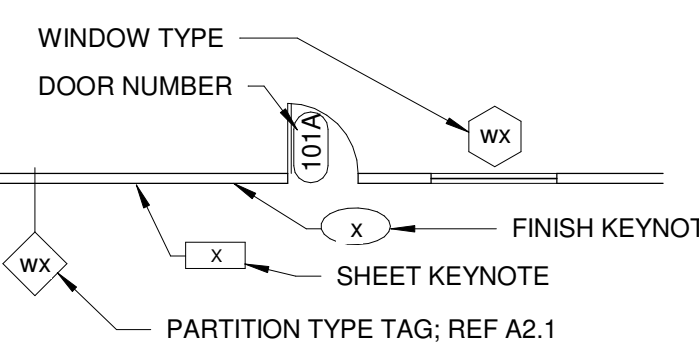 WINDOW TYPE
DOOR NUMBER
101A
WX
X
FINISH KEYNOT
X
WX
SHEET KEYNOTE
PARTITION TYPE TAG; REF A2.1